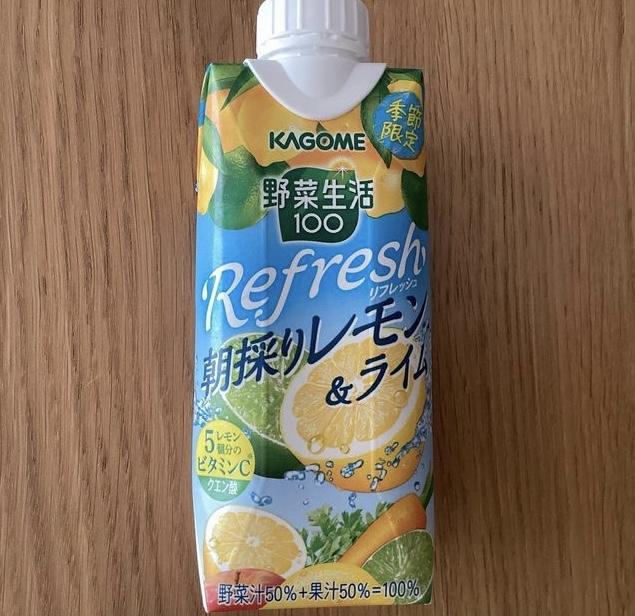 季節
限定
KAGOME
野菜生活
100
Refresh
リフレッシュ
朝採りレモン
&ライム
5レモン
個分の
ビタミンC
クエン酸
野菜汁50%+果汁50%=100%